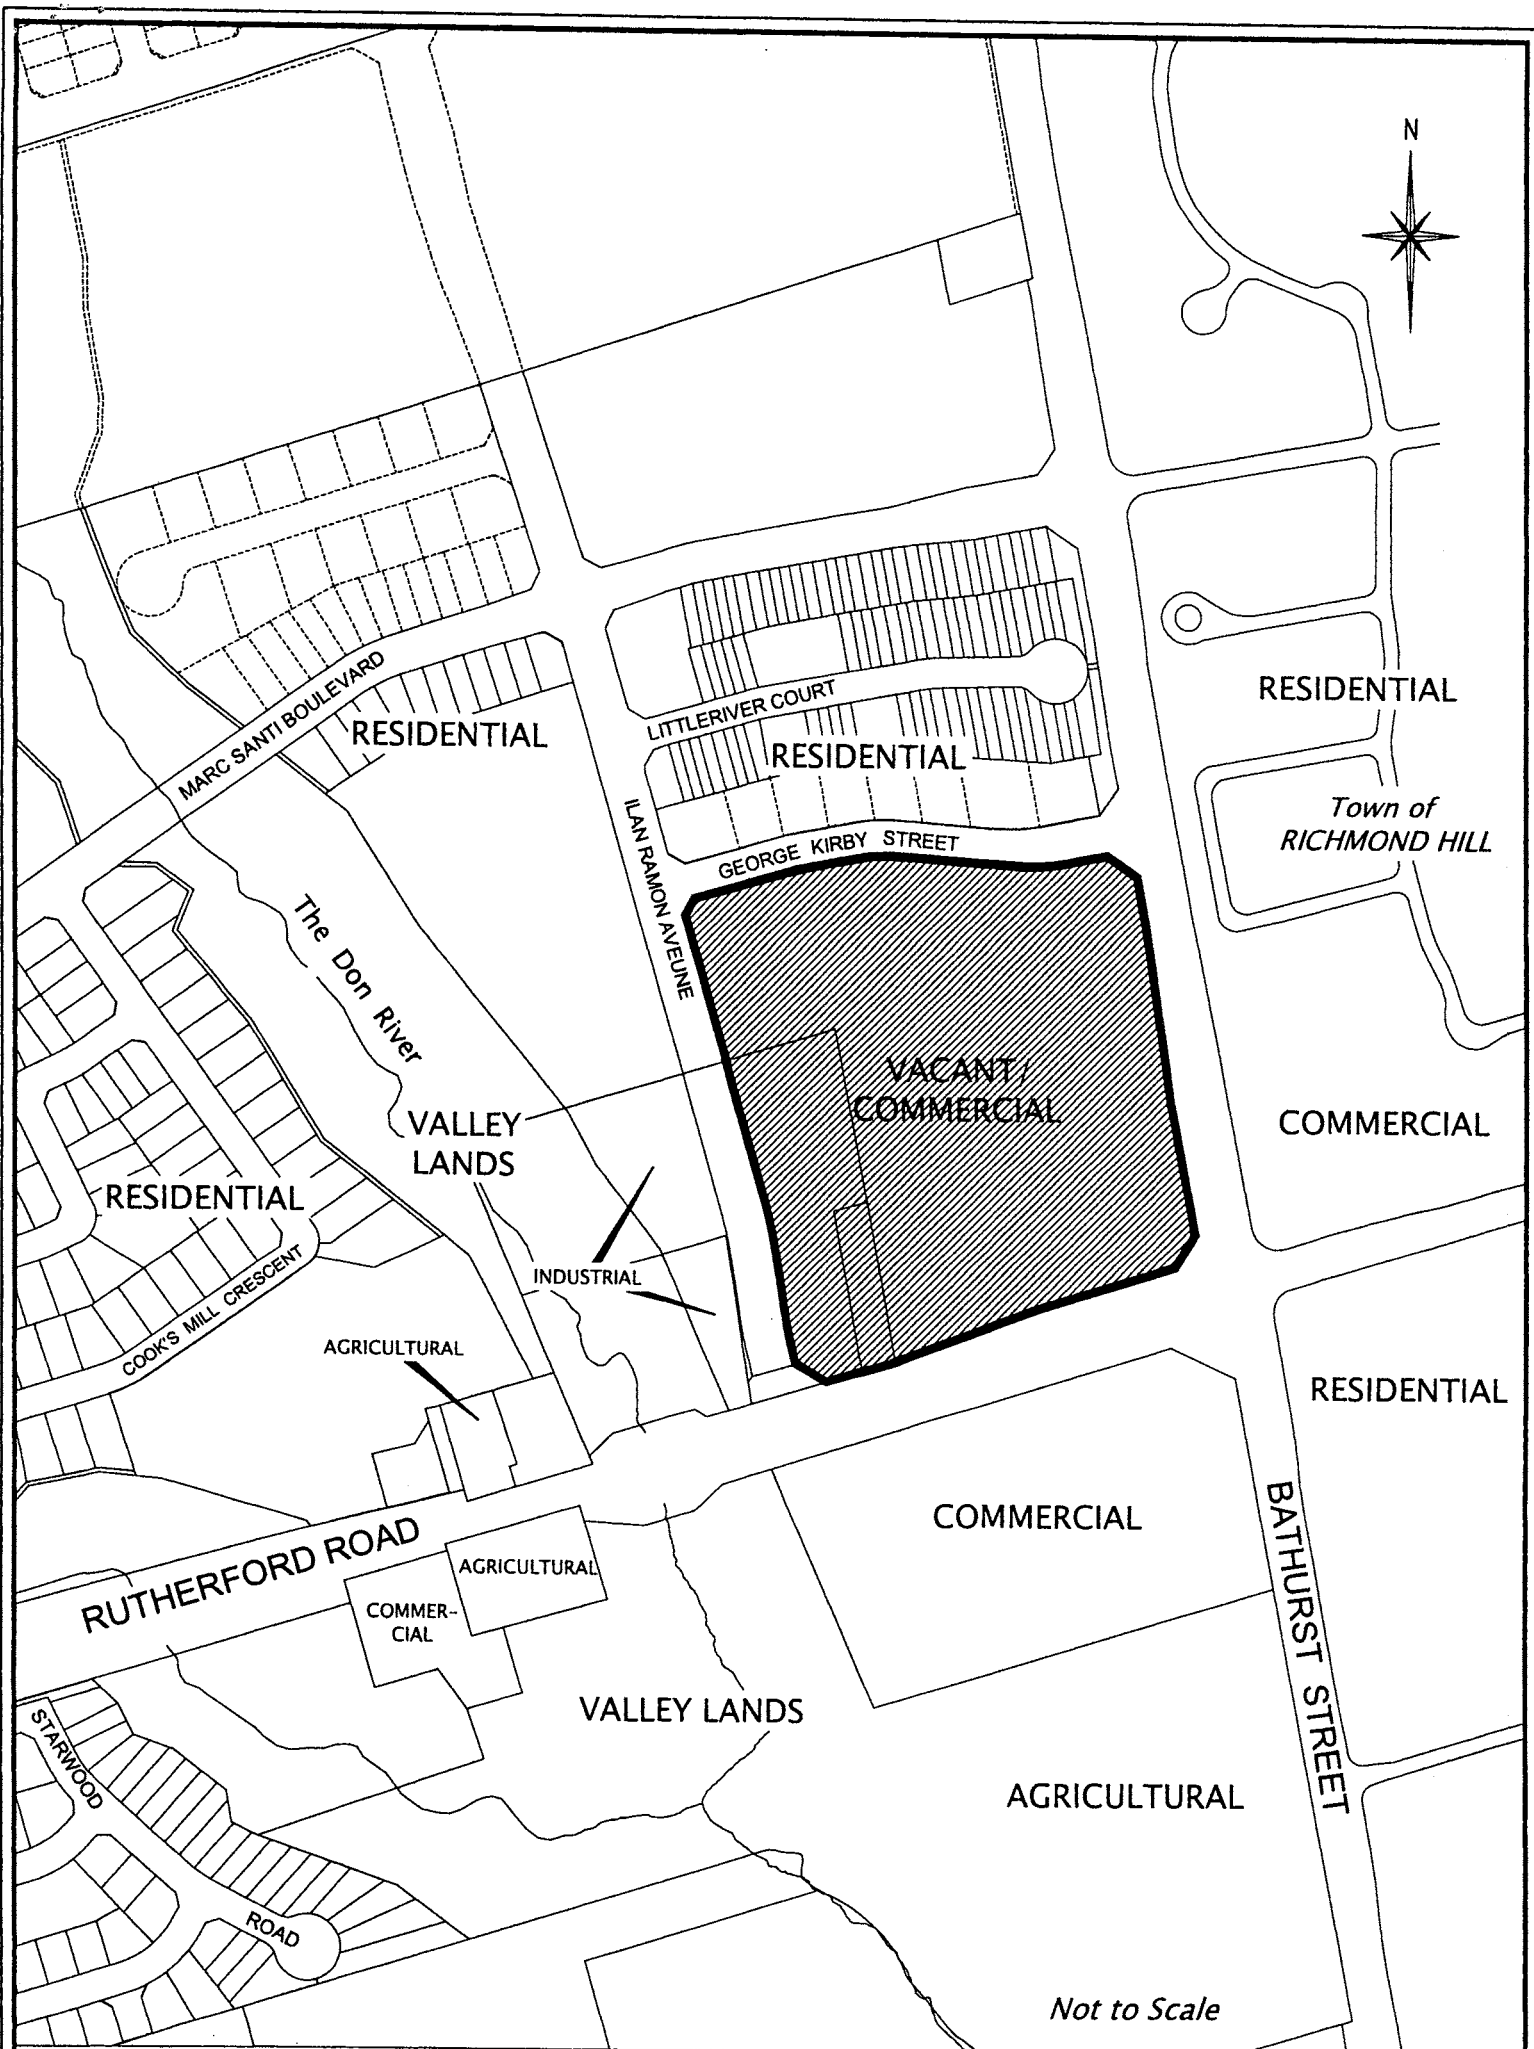 N
RESIDENTIAL
MARC SANTI BOULEVARD
RESIDENTIAL
LITTLERIVER COURT
RESIDENTIAL
Town of
RICHMOND HILL
ILAN RAMON AVEUNE
GEORGE KIRBY STREET
The Don River
VACANT/
COMMERCIAL
COMMERCIAL
VALLEY
LANDS
RESIDENTIAL
INDUSTRIAL
COOK'S MILL CRESCENT
AGRICULTURAL
RESIDENTIAL
COMMERCIAL
RUTHERFORD ROAD
AGRICULTURAL
COMMER-
CIAL
BATHURST STREET
VALLEY LANDS
STARWOOD
ROAD
AGRICULTURAL
Not to Scale